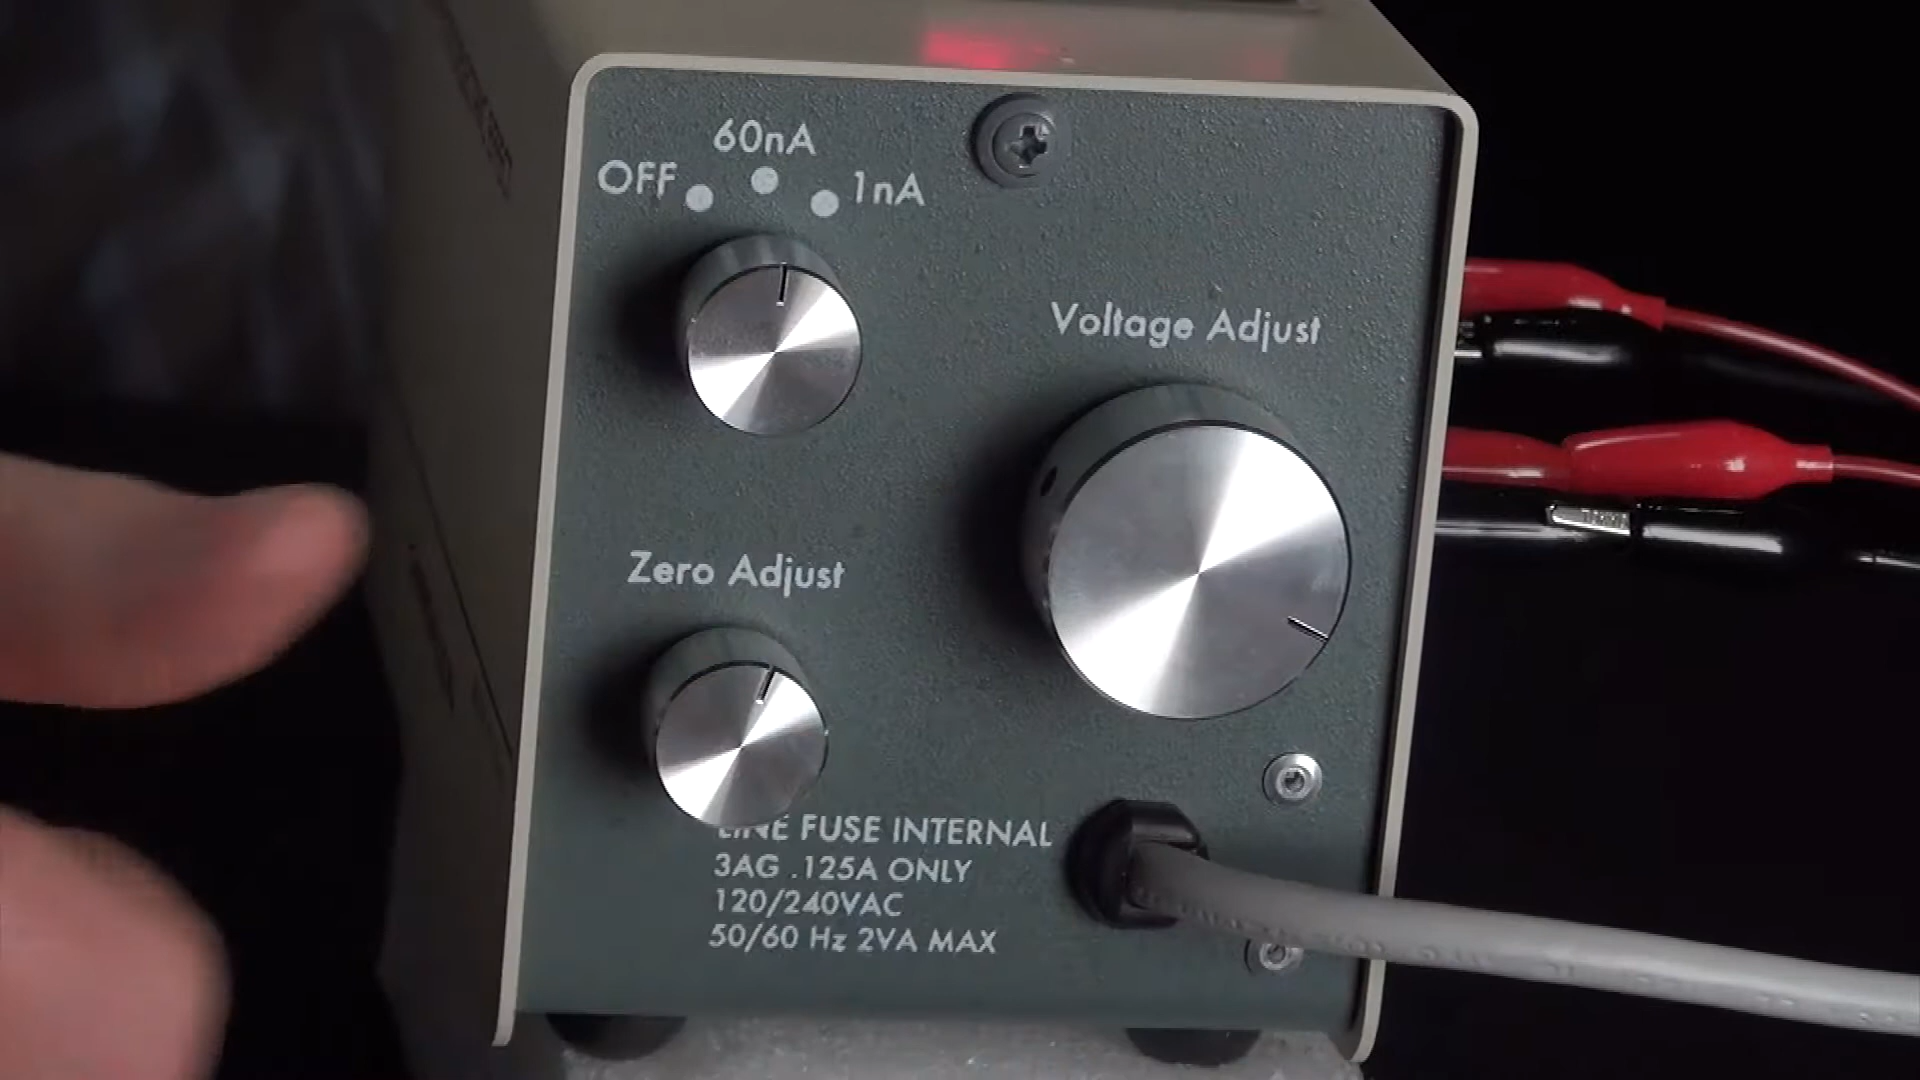 60nA
OFF
1nA
Voltage Adjust
Zero Adjust
LINE FUSE INTERNAL
3AG .125A ONLY
120/240VAC
50/60 Hz 2VA MAX